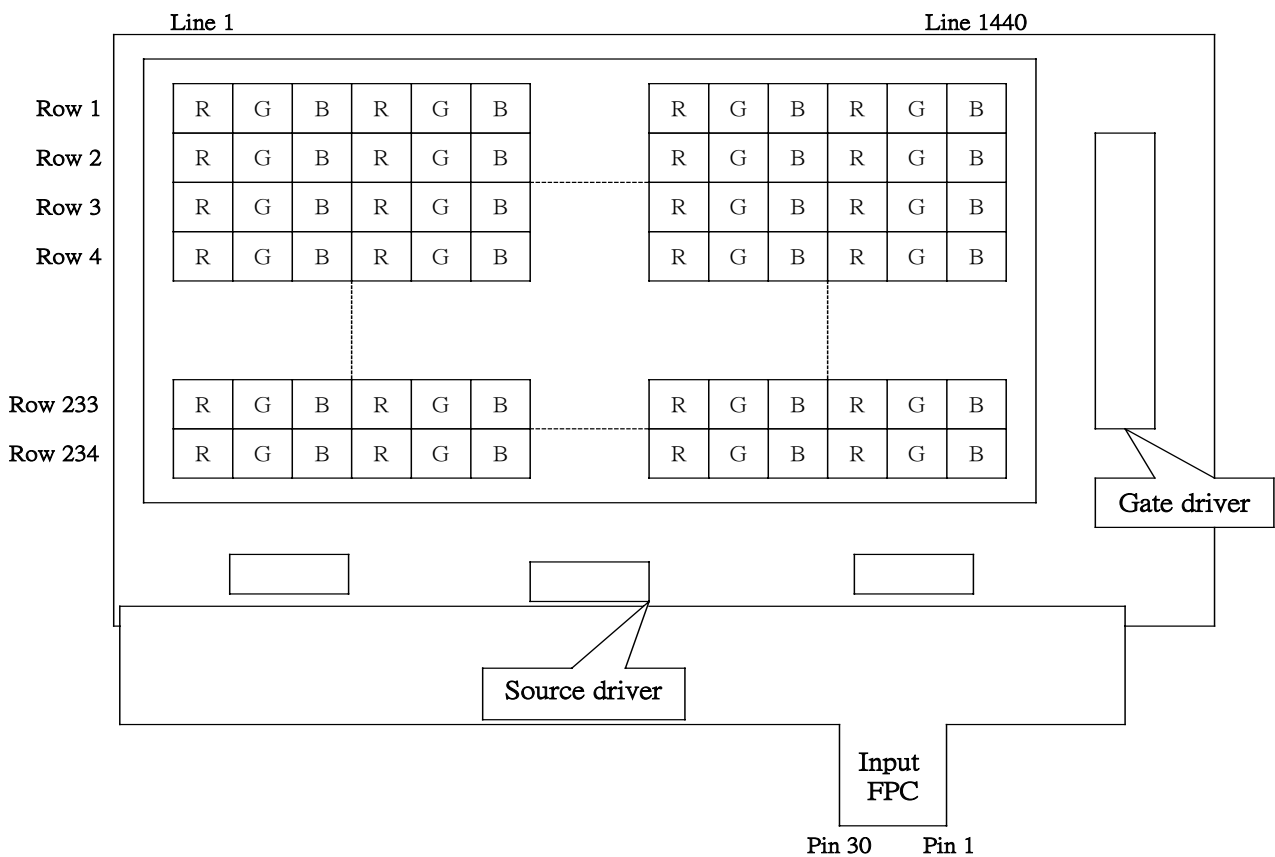 Line 1 Line 1440
Row 1 R G B R G B R G B R G B
Row 2 R G B R G B R G B R G B
Row 3 R G B R G B R G B R G B
Row 4 R G B R G B R G B R G B
Row 233 R G B R G B R G B R G B
Row 234 R G B R G B R G B R G B
Gate driver
Source driver
Input
FPC
Pin 30 Pin 1